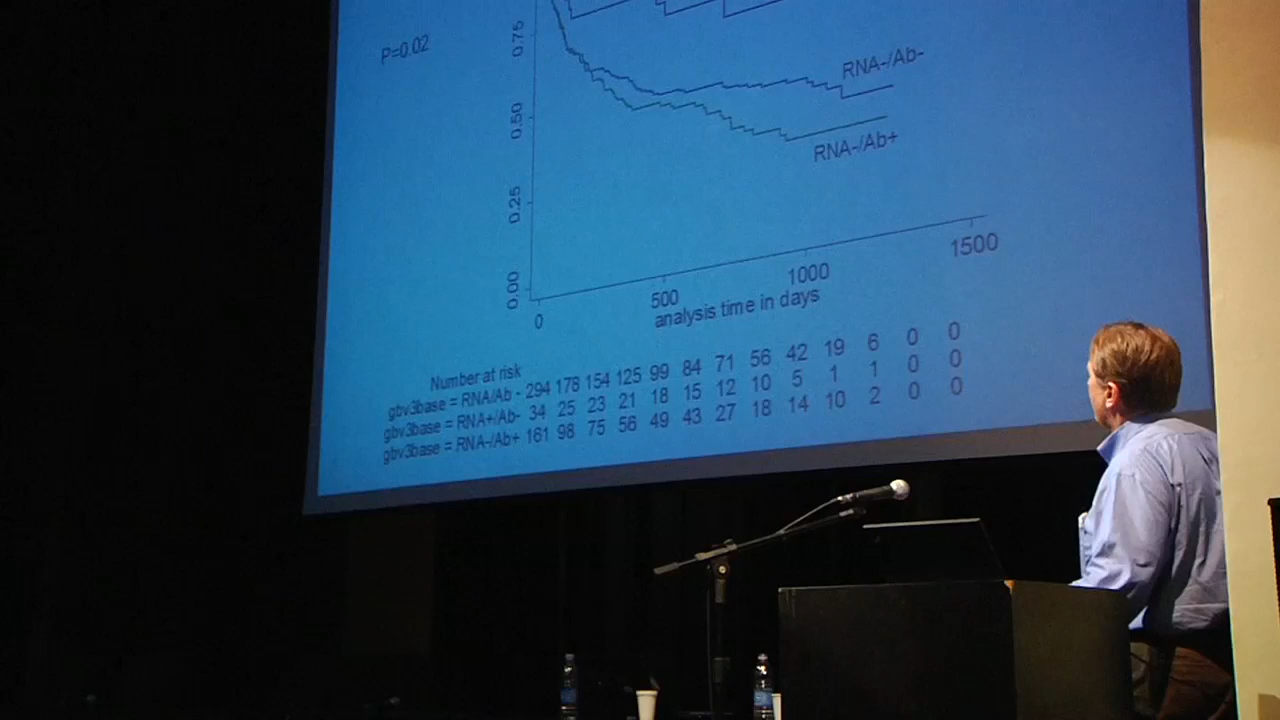 P=0.02
0.75
0.50
0.25
0.00
RNA-/Ab-
RNA-/Ab+
0
500
1000
1500
analysis time in days
Number at risk
gbv3base = RNA/Ab - 294 178 154 125 99 84 71 56 42 19 6 0 0
gbv3base = RNA+/Ab- 34 25 23 21 18 15 12 10 5 1 1 0 0
gbv3base = RNA-/Ab+ 161 98 75 56 49 43 27 18 14 10 2 0 0